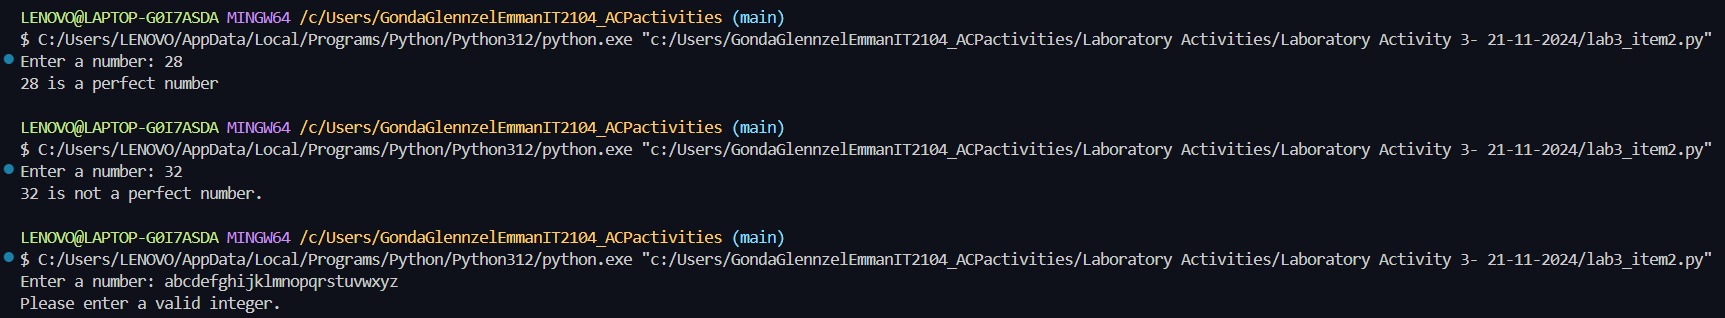 LENOVO@LAPTOP-G0I7ASDA MINGW64 /c/Users/GondaGlennzelEmmanIT2104_ACPactivities (main)
$ C:/Users/LENOVO/AppData/Local/Programs/Python/Python312/python.exe "c:/Users/GondaGlennzelEmmanIT2104_ACPactivities/Laboratory Activities/Laboratory Activity 3- 21-11-2024/lab3_item2.py"
Enter a number: 28
28 is a perfect number
LENOVO@LAPTOP-G0I7ASDA MINGW64 /c/Users/GondaGlennzelEmmanIT2104_ACPactivities (main)
$ C:/Users/LENOVO/AppData/Local/Programs/Python/Python312/python.exe "c:/Users/GondaGlennzelEmmanIT2104_ACPactivities/Laboratory Activities/Laboratory Activity 3- 21-11-2024/lab3_item2.py"
Enter a number: 32
32 is not a perfect number.
LENOVO@LAPTOP-G0I7ASDA MINGW64 /c/Users/GondaGlennzelEmmanIT2104_ACPactivities (main)
$ C:/Users/LENOVO/AppData/Local/Programs/Python/Python312/python.exe "c:/Users/GondaGlennzelEmmanIT2104_ACPactivities/Laboratory Activities/Laboratory Activity 3- 21-11-2024/lab3_item2.py"
Enter a number: abcdefghijklmnopqrstuvwxyz
Please enter a valid integer.